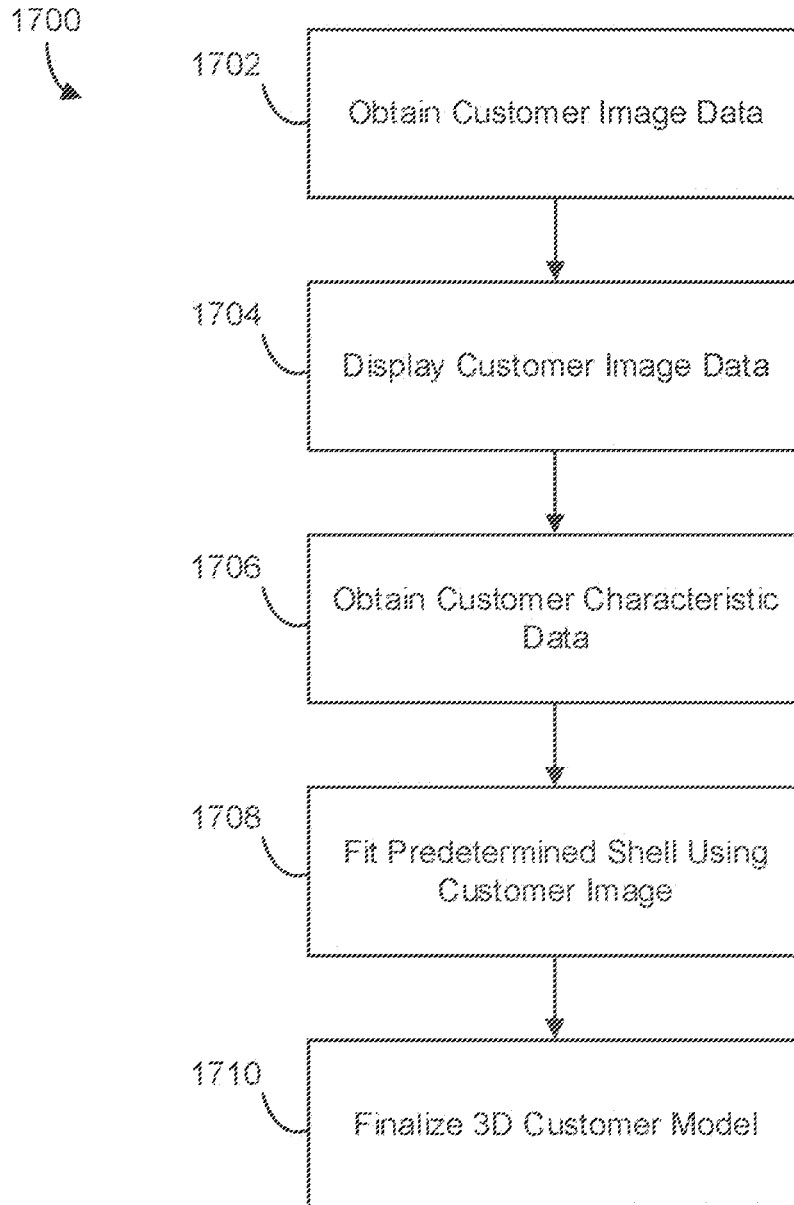 1700
1702
Obtain Customer Image Data
1704
Display Customer Image Data
1706
Obtain Customer Characteristic
Data
1708
Fit Predetermined Shell Using
Customer Image
1710
Finalize 3D Customer Model